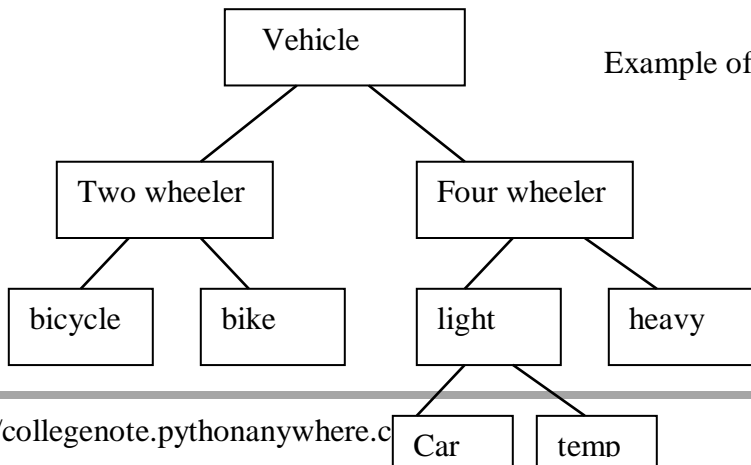 Vehicle
Example of
Two wheeler
Four wheeler
bicycle
bike
light
heavy
/collegenote.pythonanywhere.c
Car
temp